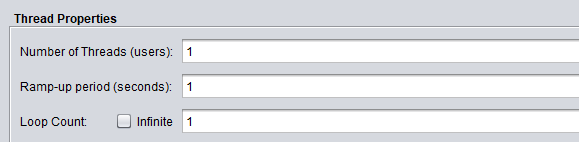 Thread Properties
Number of Threads (users): 1
Ramp-up period (seconds): 1
Loop Count: Infinite 1